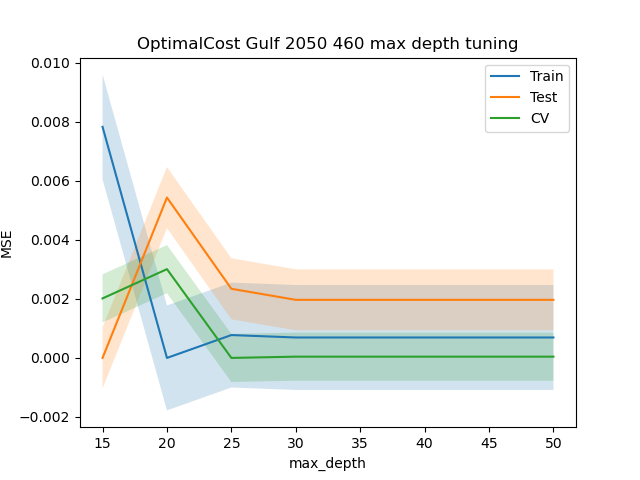 OptimalCost Gulf 2050 460 max depth tuning
Train
Test
CV
MSE
0.010
0.008
0.006
0.004
0.002
0.000
−0.002
15 20 25 30 35 40 45 50
max_depth